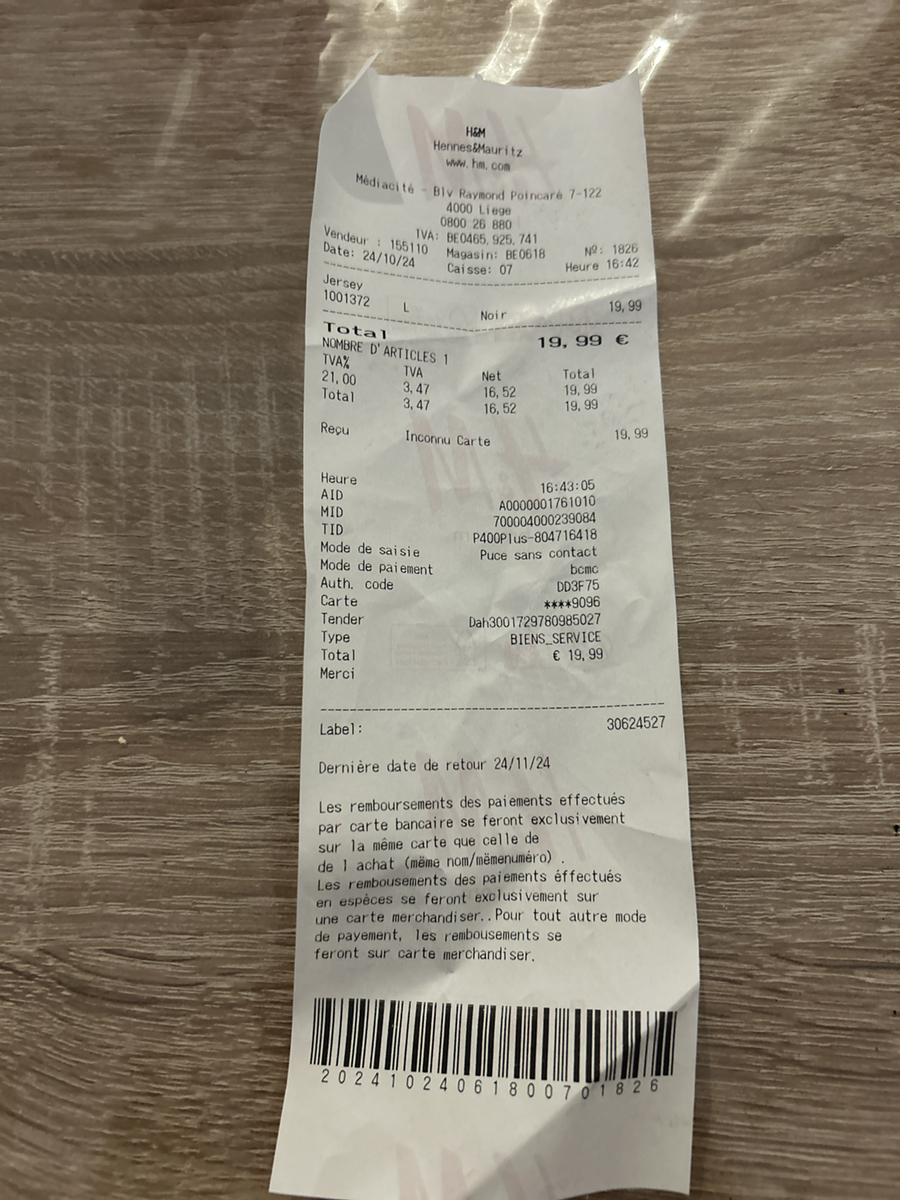 H&M
Hennes&Mauritz
www.hm.com
Médiacité - Blv Raymond Poincaré 7-122
4000 Liege
0800 26 880
TVA: BE0465.925.741
Vendeur : 155110 Magasin: BE0618 Nº: 1826
Date: 24/10/24 Caisse: 07 Heure 16:42
Jersey
1001372 L Noir 19,99
Total 19,99 €
NOMBRE D'ARTICLES 1
TVA% TVA Net Total
21,00 3,47 16,52 19,99
Total 3,47 16,52 19,99
Reçu Inconnu Carte 19,99
Heure 16:43:05
AID A0000001761010
MID 700004000239084
TID P400Plus-804716418
Mode de saisie Puce sans contact
Mode de paiement bcmc
Auth. code DD3F75
Carte ****9096
Tender Dah3001729780985027
Type BIENS_SERVICE
Total € 19,99
Merci
Label: 30624527
Dernière date de retour 24/11/24
Les remboursements des paiements effectués
par carte bancaire se feront exclusivement
sur la même carte que celle de
de l achat (mëme nom/mëmenuméro) .
Les rembousements des paiements éffectués
en espèces se feront exclusivement sur
une carte merchandiser..Pour tout autre mode
de payement, les rembousements se
feront sur carte merchandiser.
20241024061800701826